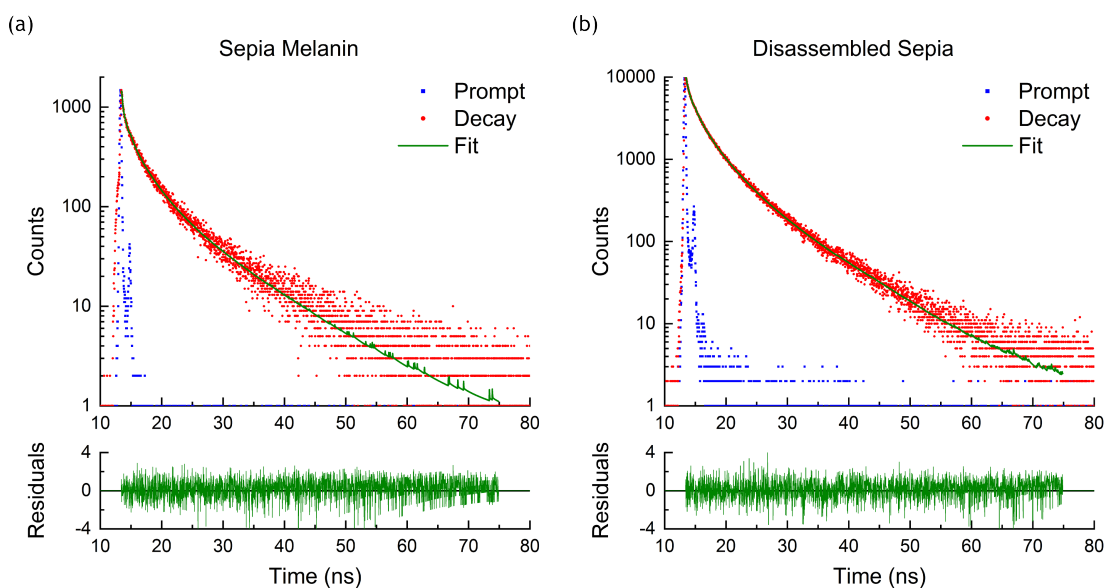 (a)
Sepia Melanin
Prompt
Decay
Fit
1000
100
10
1
Counts
10 20 30 40 50 60 70 80
4
0
-4
Residuals
10 20 30 40 50 60 70 80
Time (ns)
(b)
Disassembled Sepia
Prompt
Decay
Fit
10000
1000
100
10
1
Counts
10 20 30 40 50 60 70 80
4
0
-4
Residuals
10 20 30 40 50 60 70 80
Time (ns)